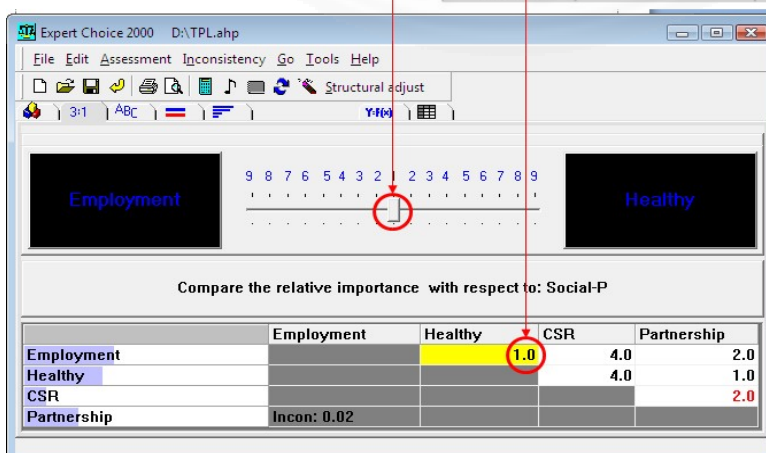 Expert Choice 2000 D:\TPL.ahp
File Edit Assessment Inconsistency Go Tools Help
Structural adjust
3:1 ABC Y:F(x)
9 8 7 6 5 4 3 2 1 2 3 4 5 6 7 8 9
Employment Healthy
Compare the relative importance with respect to: Social-P
Employment Healthy CSR Partnership
Employment 1.0 4.0 2.0
Healthy 4.0 1.0
CSR 2.0
Partnership Incon: 0.02